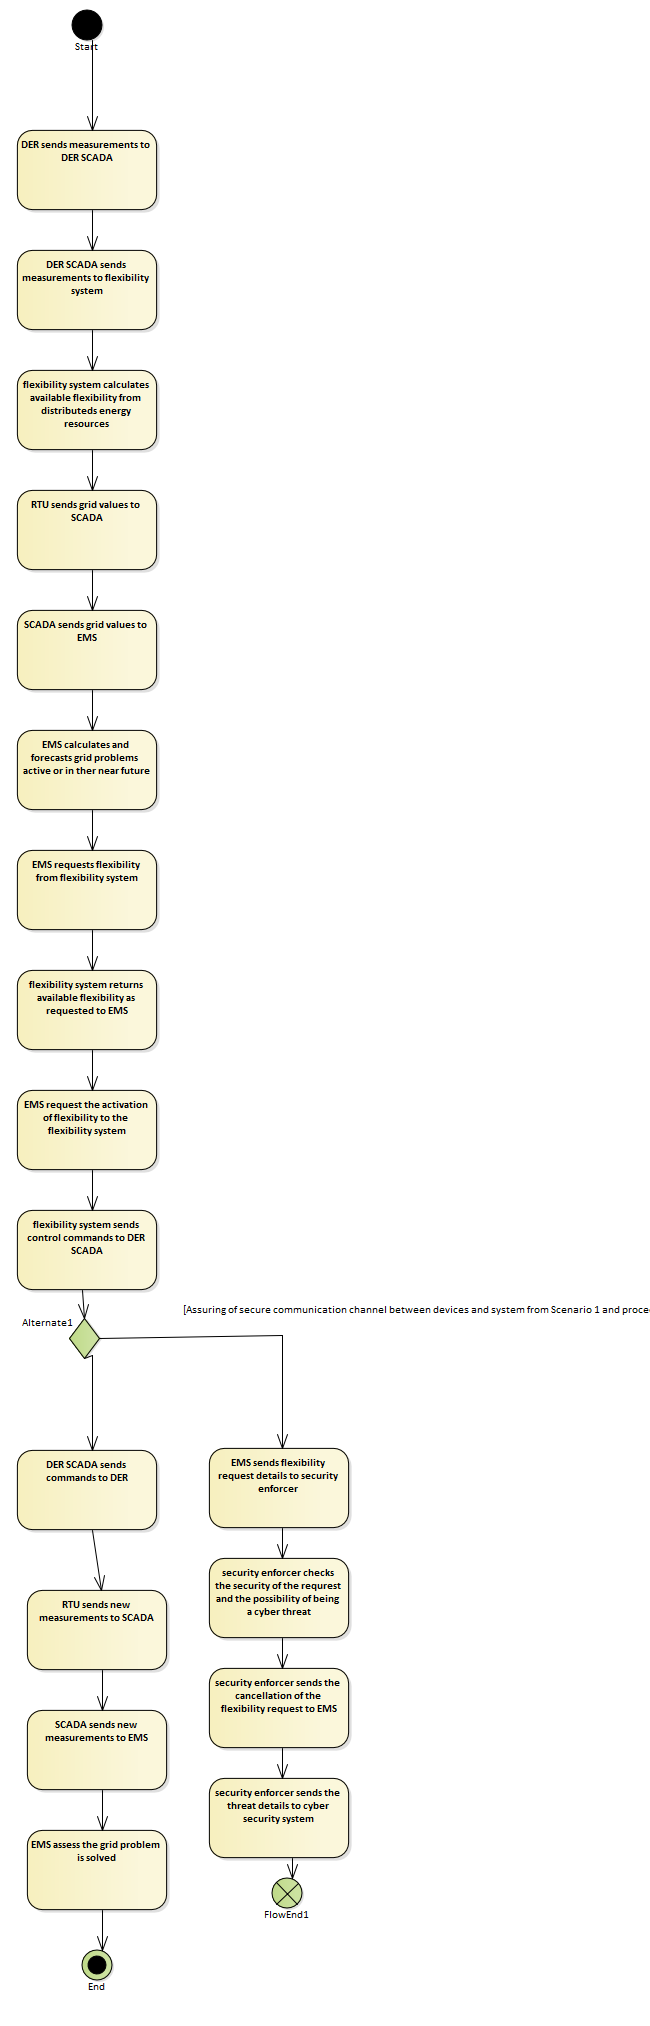 Start
DER sends measurements to
DER SCADA
DER SCADA sends
measurements to flexibility
system
flexibility system calculates
available flexibility from
distributeds energy
resources
RTU sends grid values to
SCADA
SCADA sends grid values to
EMS
EMS calculates and
forecasts grid problems
active or in ther near future
EMS requests flexibility
from flexibility system
flexibility system returns
available flexibility as
requested to EMS
EMS request the activation
of flexibility to the
flexibility system
flexibility system sends
control commands to DER
SCADA
[Assuring of secure communication channel between devices and system from Scenario 1 and proce
Alternate1
DER SCADA sends
commands to DER
RTU sends new
measurements to SCADA
SCADA sends new
measurements to EMS
EMS assess the grid problem
is solved
End
EMS sends flexibility
request details to security
enforcer
security enforcer checks
the security of the requrest
and the possibility of being
a cyber threat
security enforcer sends the
cancellation of the
flexibility request to EMS
security enforcer sends the
threat details to cyber
security system
FlowEnd1